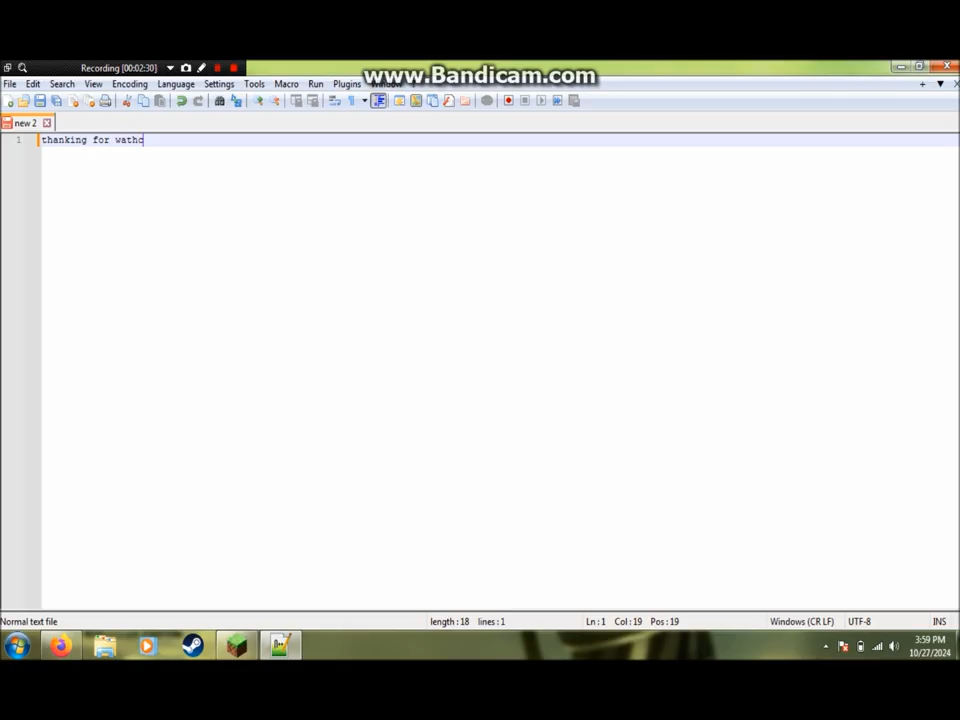 Recording [00:02:30]
www.Bandicam.com
File Edit Search View Encoding Language Settings Tools Macro Run Plugins Window
new 2
1 thanking for wathc
Normal text file length : 18 lines : 1 Ln : 1 Col : 19 Pos : 19 Windows (CR LF) UTF-8 INS
3:59 PM
10/27/2024